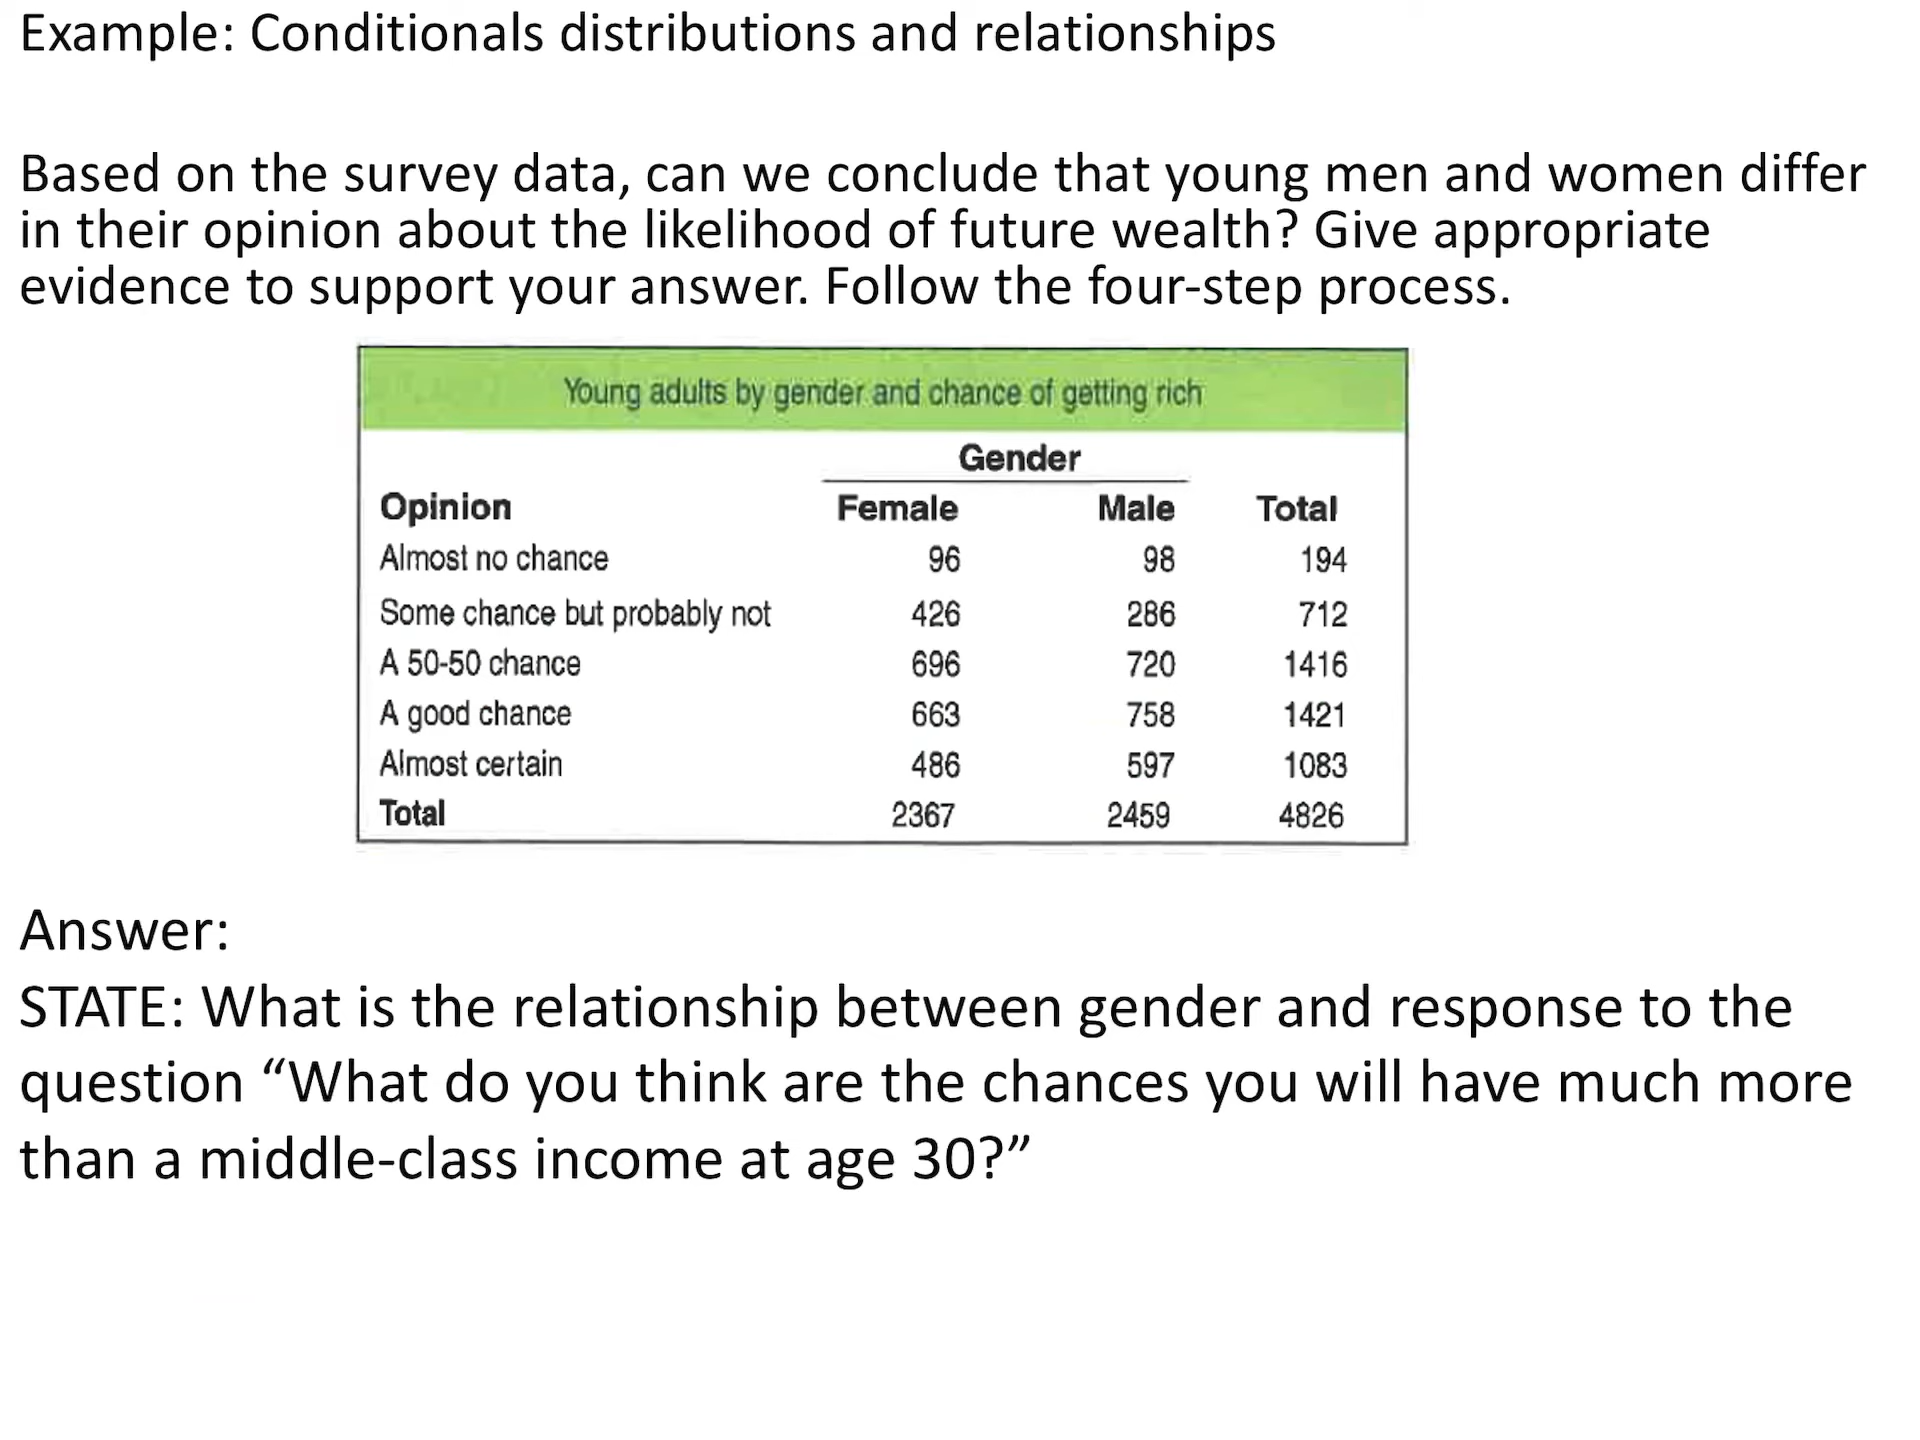 Example: Conditionals distributions and relationships
Based on the survey data, can we conclude that young men and women differ
in their opinion about the likelihood of future wealth? Give appropriate
evidence to support your answer. Follow the four-step process.
Young adults by gender and chance of getting rich
Gender
Opinion Female Male Total
Almost no chance 96 98 194
Some chance but probably not 426 286 712
A 50-50 chance 696 720 1416
A good chance 663 758 1421
Almost certain 486 597 1083
Total 2367 2459 4826
Answer:
STATE: What is the relationship between gender and response to the
question “What do you think are the chances you will have much more
than a middle-class income at age 30?”